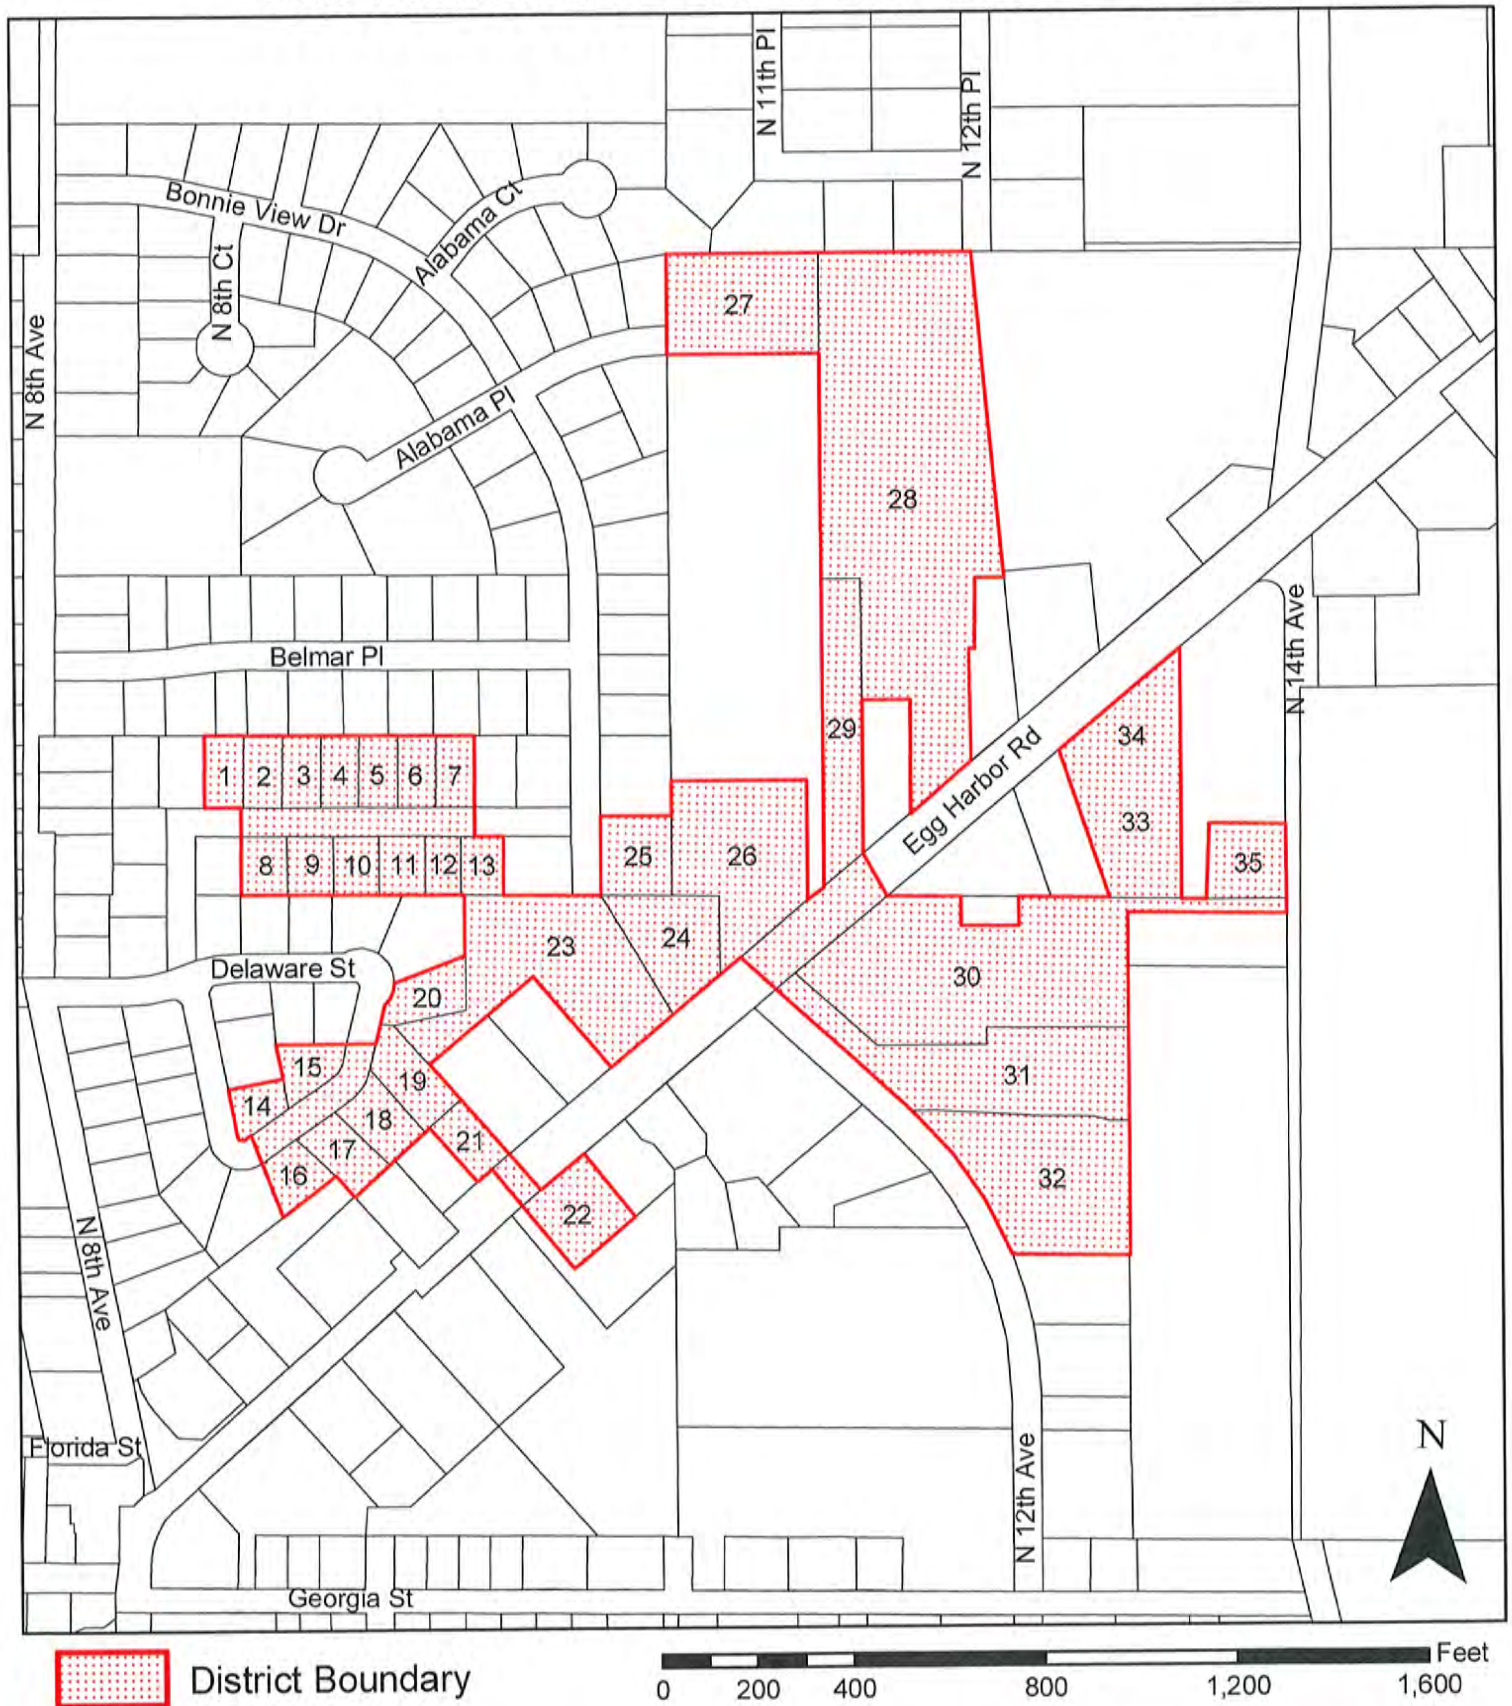 N 11th Pl
N 12th Pl
Bonnie View Dr
Alabama Ct
N 8th Ct
N 8th Ave
27
Alabama Pl
28
N 14th Ave
Belmar Pl
29
34
Egg Harbor Rd
1 2 3 4 5 6 7
33
8 9 10 11 12 13
25
26
35
23
24
Delaware St
20
30
15
19
31
14
18
17
21
16
32
22
N 8th Ave
Florida St
N
N 12th Ave
Georgia St
District Boundary
Feet
0 200 400 800 1,200 1,600